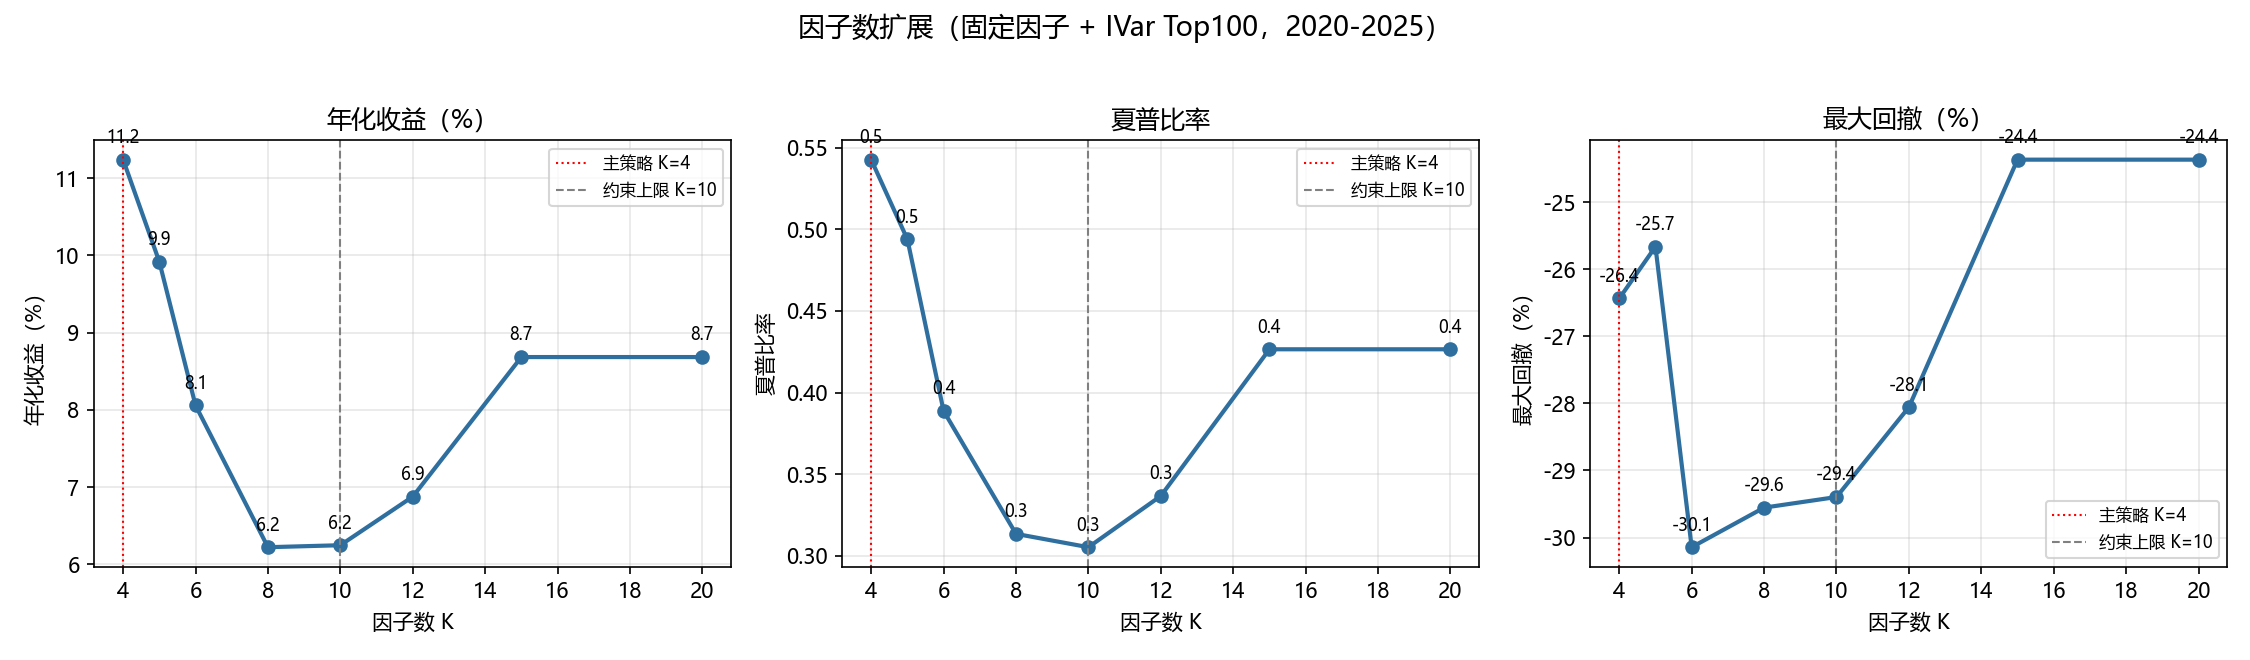 因子数扩展（固定因子 + IVar Top100，2020-2025）
年化收益（%）
11.2
9.9
8.1
6.2
6.2
6.9
8.7
8.7
主策略 K=4
约束上限 K=10
11
10
9
8
7
6
年化收益（%）
4 6 8 10 12 14 16 18 20
因子数 K
夏普比率
0.5
0.5
0.4
0.3
0.3
0.3
0.4
0.4
主策略 K=4
约束上限 K=10
0.55
0.50
0.45
0.40
0.35
0.30
夏普比率
4 6 8 10 12 14 16 18 20
因子数 K
最大回撤（%）
-26.4
-25.7
-30.1
-29.6
-29.4
-28.1
-24.4
-24.4
主策略 K=4
约束上限 K=10
-25
-26
-27
-28
-29
-30
最大回撤（%）
4 6 8 10 12 14 16 18 20
因子数 K